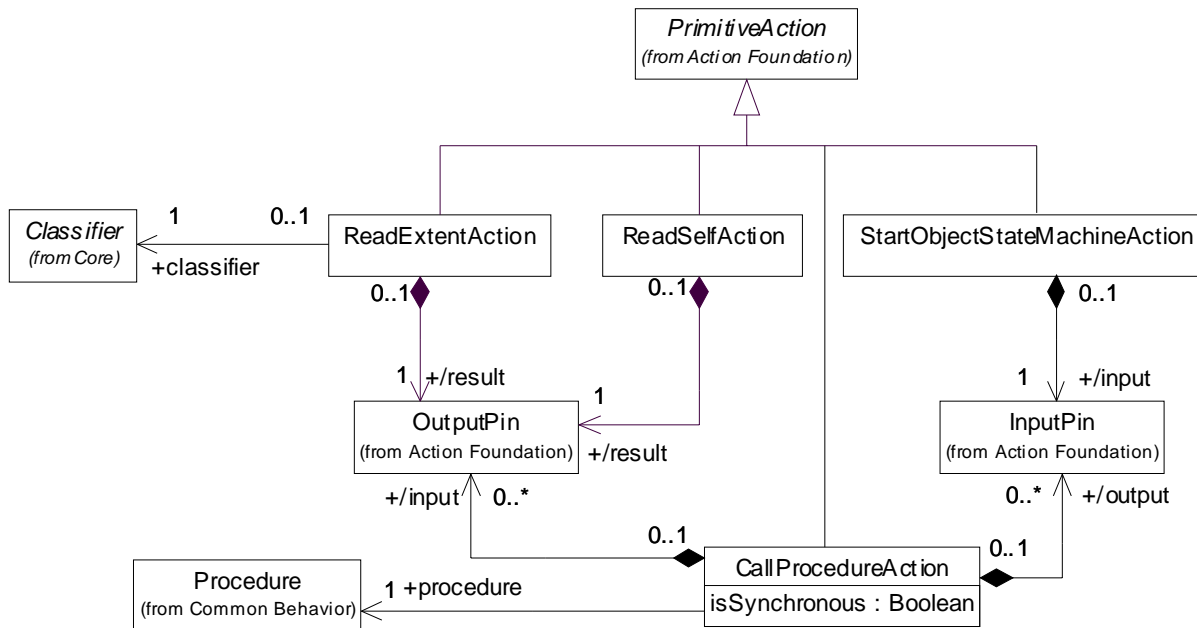 PrimitiveAction
(from Action Foundation)
Classifier
(from Core)
1
0..1
+classifier
ReadExtentAction
ReadSelfAction
StartObjectStateMachineAction
0..1
0..1
0..1
1
+/result
1
+/result
1
+/input
OutputPin
(from Action Foundation)
InputPin
(from Action Foundation)
+/input
0..*
0..*
+/output
0..1
0..1
Procedure
(from Common Behavior)
1
+procedure
CallProcedureAction
isSynchronous : Boolean